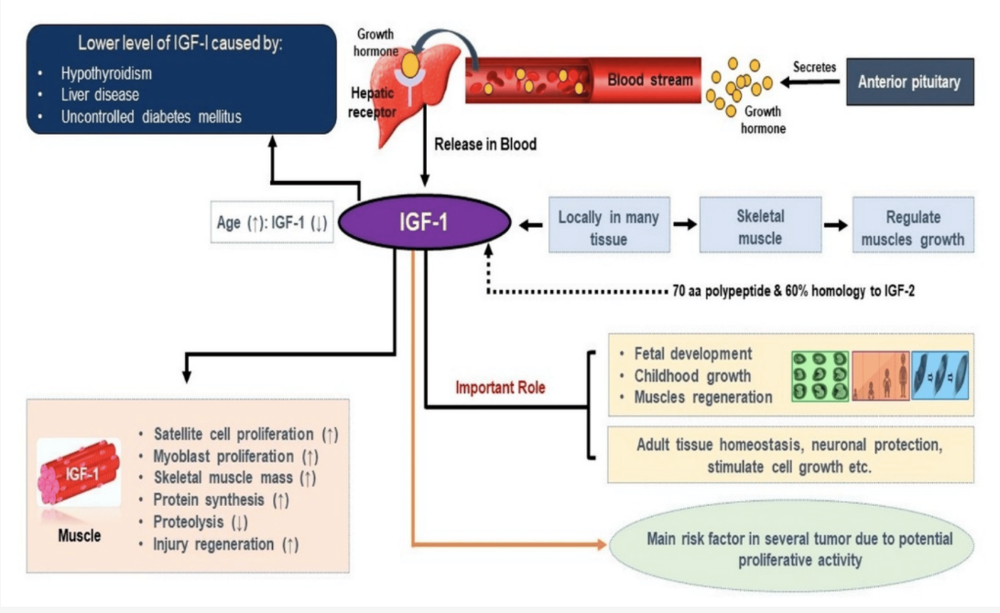 Lower level of IGF-I caused by:
• Hypothyroidism
• Liver disease
• Uncontrolled diabetes mellitus
Growth
hormone
Hepatic
receptor
Blood stream
Growth
hormone
Secretes
Anterior pituitary
Release in Blood
Age (↑): IGF-1 (↓)
IGF-1
Locally in many
tissue
Skeletal
muscle
Regulate
muscles growth
70 aa polypeptide & 60% homology to IGF-2
Important Role
• Fetal development
• Childhood growth
• Muscles regeneration
Adult tissue homeostasis, neuronal protection,
stimulate cell growth etc.
IGF-1
Muscle
• Satellite cell proliferation (↑)
• Myoblast proliferation (↑)
• Skeletal muscle mass (↑)
• Protein synthesis (↑)
• Proteolysis (↓)
• Injury regeneration (↑)
Main risk factor in several tumor due to potential
proliferative activity